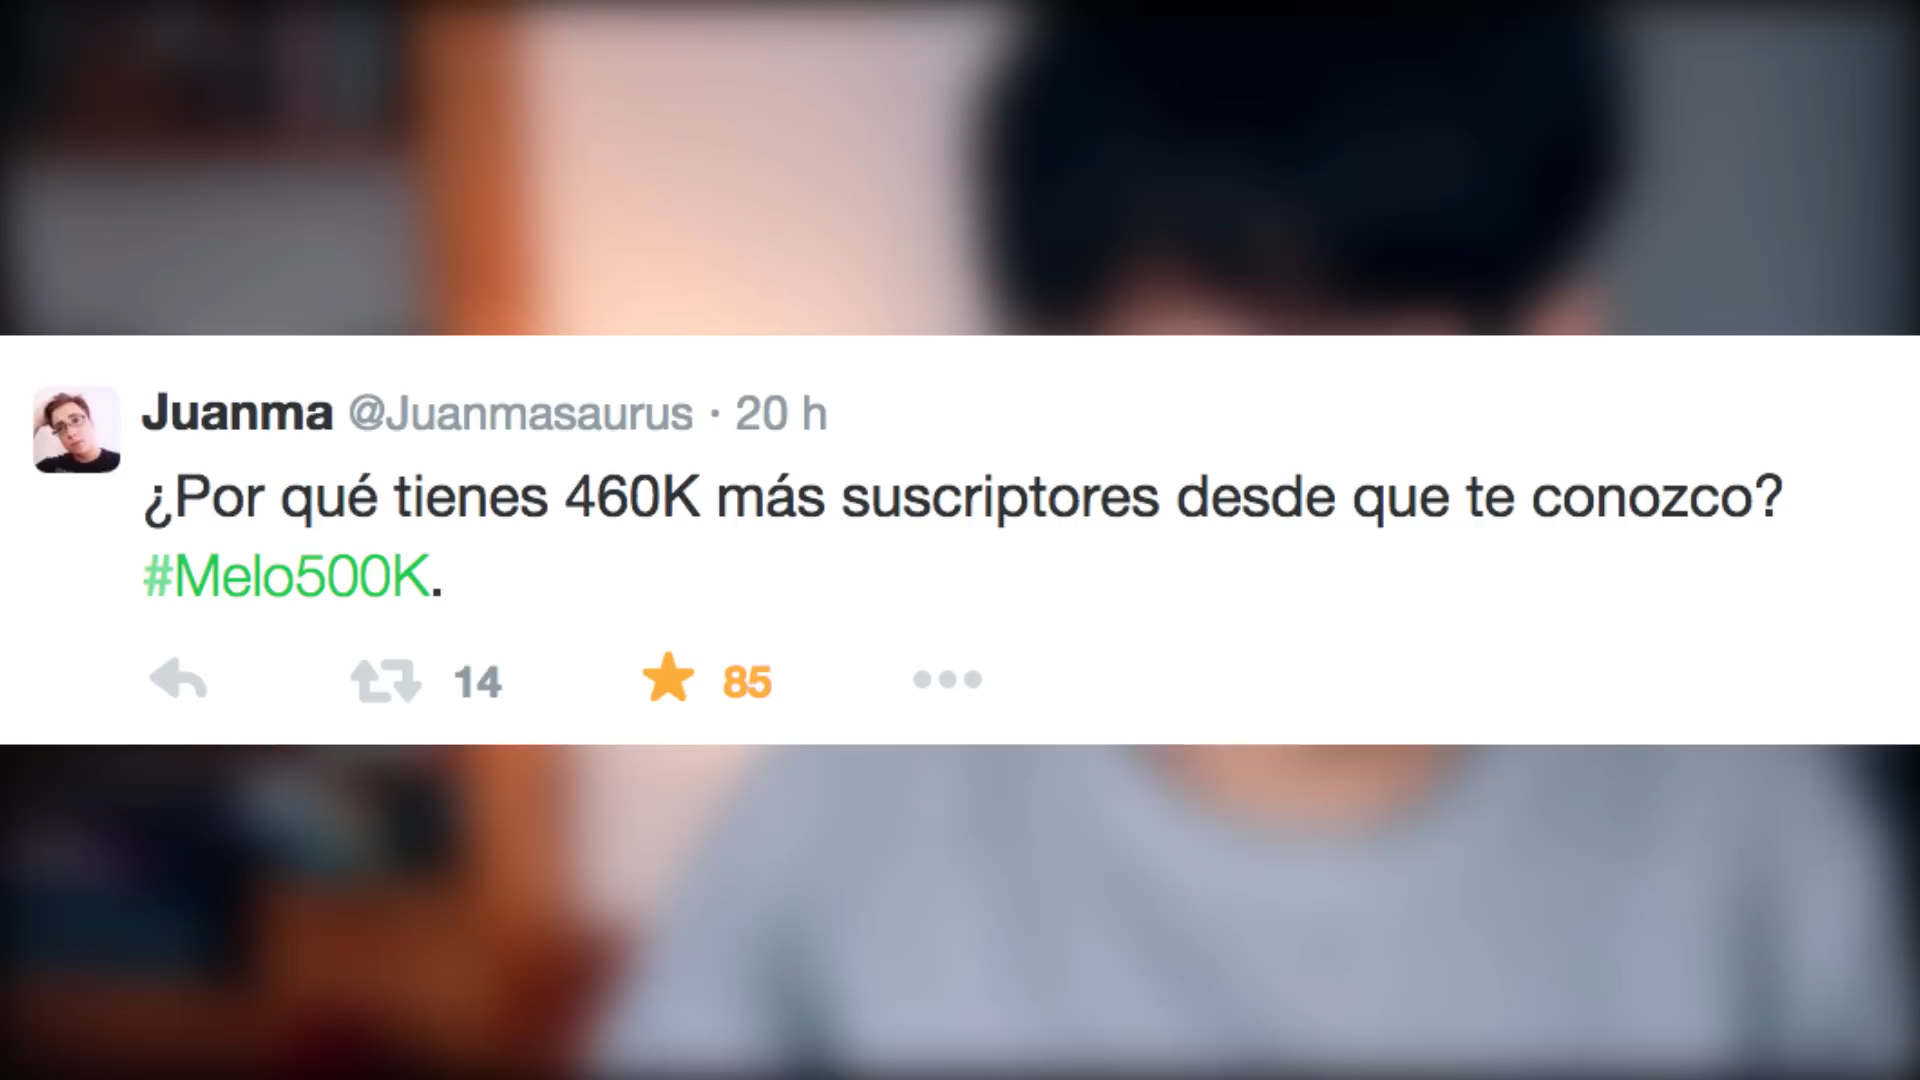 Juanma @Juanmasaurus · 20 h
¿Por qué tienes 460K más suscriptores desde que te conozco?
#Melo500K.
14 85